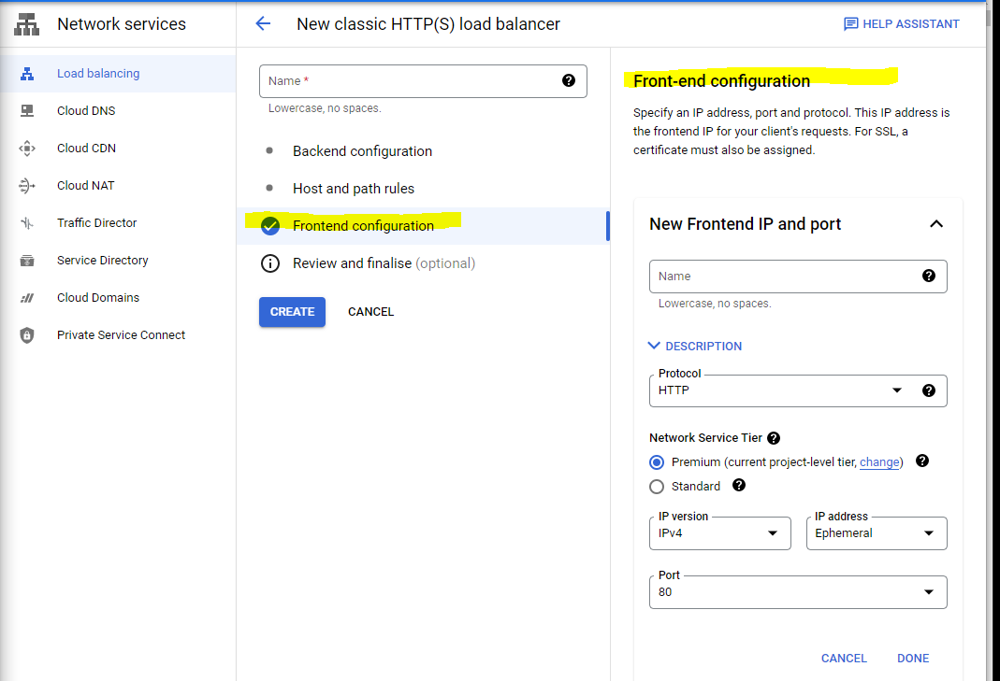 Network services
Load balancing
Cloud DNS
Cloud CDN
Cloud NAT
Traffic Director
Service Directory
Cloud Domains
Private Service Connect
New classic HTTP(S) load balancer
HELP ASSISTANT
Name *
Lowercase, no spaces.
Backend configuration
Host and path rules
Frontend configuration
Review and finalise (optional)
CREATE
CANCEL
Front-end configuration
Specify an IP address, port and protocol. This IP address is
the frontend IP for your client's requests. For SSL, a
certificate must also be assigned.
New Frontend IP and port
Name
Lowercase, no spaces.
DESCRIPTION
Protocol
HTTP
Network Service Tier
Premium (current project-level tier, change)
Standard
IP version
IPv4
IP address
Ephemeral
Port
80
CANCEL
DONE